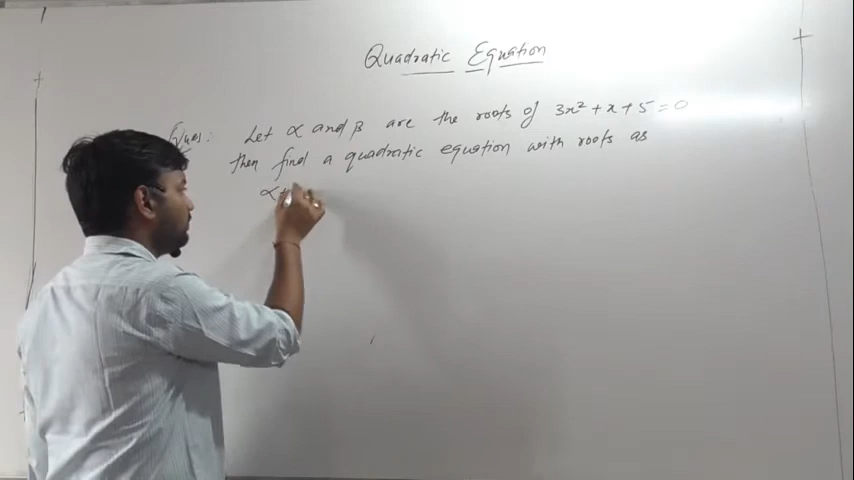 Quadratic Equation
Ques: Let α and β are the roots of 3x² + x + 5 = 0
then find a quadratic equation with roots as
α+